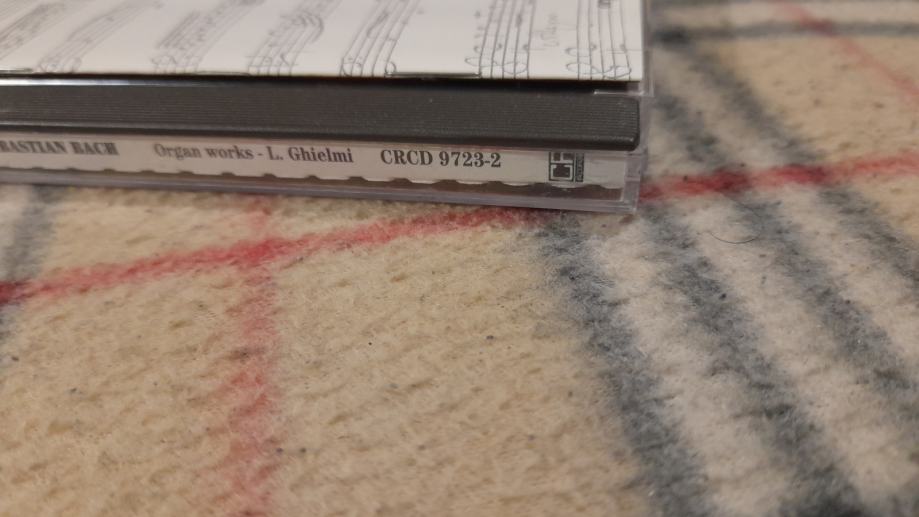 BASTIAN BACH Organ works - L. Ghielmi CRCD 9723-2